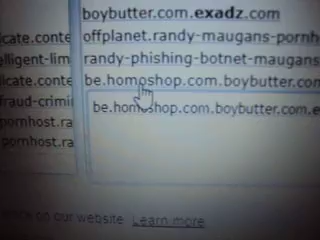 boybutter.com.exadz.com
icate.conte offplanet.randy-maugans-pornh
elligent-lim randy-phishing-botnet-maugans
licate.conte be.homoshop.com.boybutter.com
fraud-crimi be.homoshop.com.boybutter.com.e
pornhost.ra
pornhost.ra
on our website Learn more